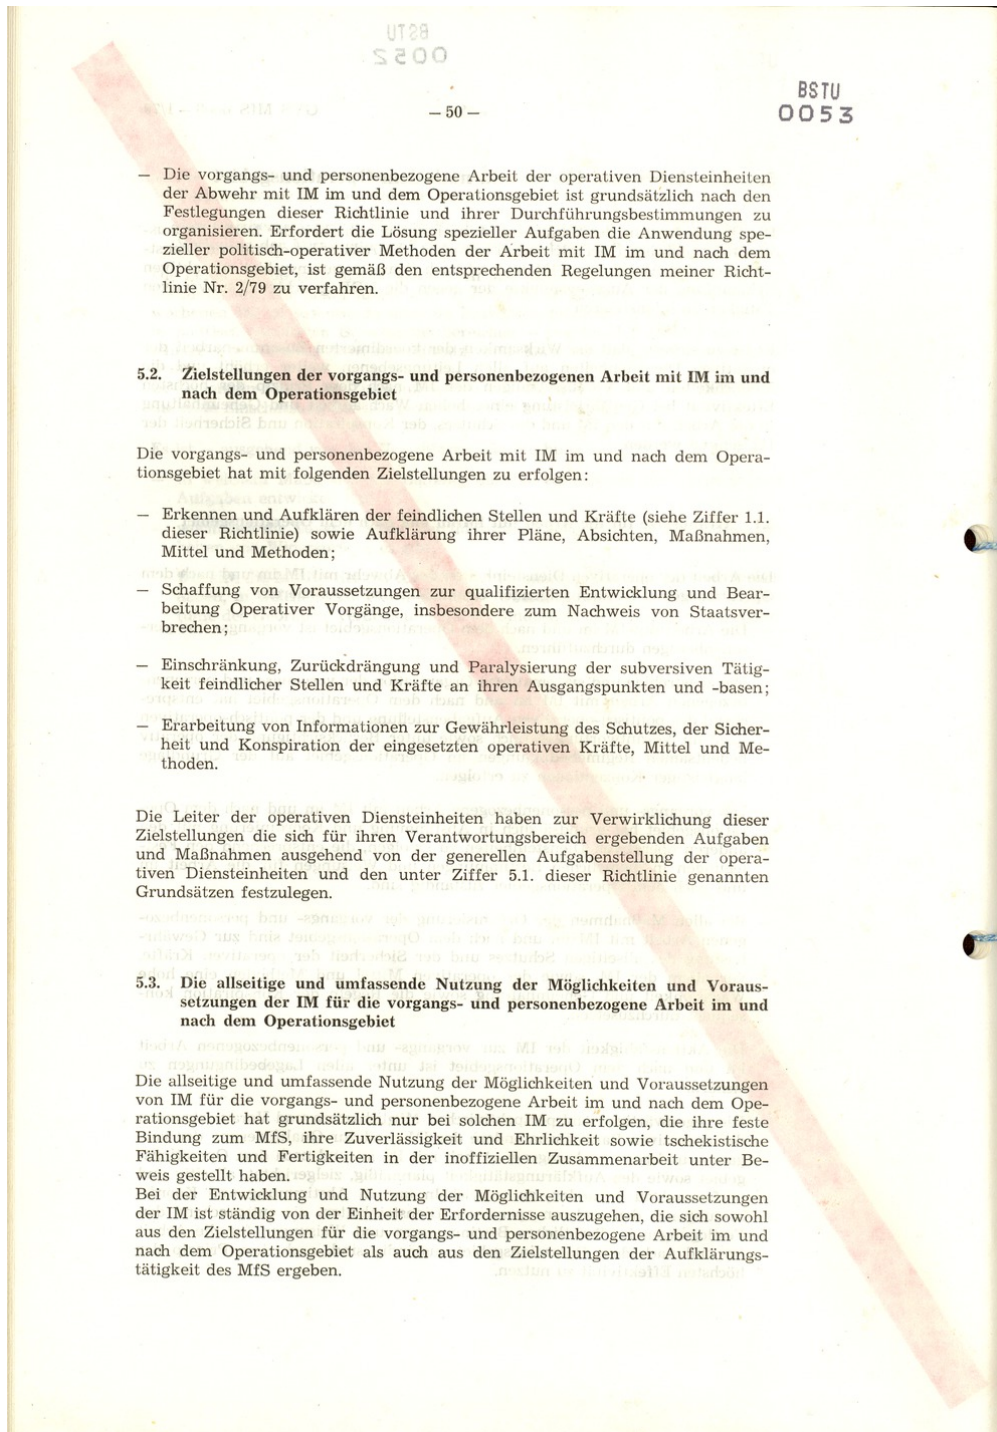 BSTU
0052
BSTU
0053
— 50 —
— Die vorgangs- und personenbezogene Arbeit der operativen Diensteinheiten
der Abwehr mit IM im und dem Operationsgebiet ist grundsätzlich nach den
Festlegungen dieser Richtlinie und ihrer Durchführungsbestimmungen zu
organisieren. Erfordert die Lösung spezieller Aufgaben die Anwendung spe-
zieller politisch-operativer Methoden der Arbeit mit IM im und nach dem
Operationsgebiet, ist gemäß den entsprechenden Regelungen meiner Richt-
linie Nr. 2/79 zu verfahren.
5.2. Zielstellungen der vorgangs- und personenbezogenen Arbeit mit IM im und
nach dem Operationsgebiet
Die vorgangs- und personenbezogene Arbeit mit IM im und nach dem Opera-
tionsgebiet hat mit folgenden Zielstellungen zu erfolgen:
— Erkennen und Aufklären der feindlichen Stellen und Kräfte (siehe Ziffer 1.1.
dieser Richtlinie) sowie Aufklärung ihrer Pläne, Absichten, Maßnahmen,
Mittel und Methoden;
— Schaffung von Voraussetzungen zur qualifizierten Entwicklung und Bear-
beitung Operativer Vorgänge, insbesondere zum Nachweis von Staatsver-
brechen;
— Einschränkung, Zurückdrängung und Paralysierung der subversiven Tätig-
keit feindlicher Stellen und Kräfte an ihren Ausgangspunkten und -basen;
— Erarbeitung von Informationen zur Gewährleistung des Schutzes, der Sicher-
heit und Konspiration der eingesetzten operativen Kräfte, Mittel und Me-
thoden.
Die Leiter der operativen Diensteinheiten haben zur Verwirklichung dieser
Zielstellungen die sich für ihren Verantwortungsbereich ergebenden Aufgaben
und Maßnahmen ausgehend von der generellen Aufgabenstellung der opera-
tiven Diensteinheiten und den unter Ziffer 5.1. dieser Richtlinie genannten
Grundsätzen festzulegen.
5.3. Die allseitige und umfassende Nutzung der Möglichkeiten und Voraus-
setzungen der IM für die vorgangs- und personenbezogene Arbeit im und
nach dem Operationsgebiet
Die allseitige und umfassende Nutzung der Möglichkeiten und Voraussetzungen
von IM für die vorgangs- und personenbezogene Arbeit im und nach dem Ope-
rationsgebiet hat grundsätzlich nur bei solchen IM zu erfolgen, die ihre feste
Bindung zum MfS, ihre Zuverlässigkeit und Ehrlichkeit sowie tschekistische
Fähigkeiten und Fertigkeiten in der inoffiziellen Zusammenarbeit unter Be-
weis gestellt haben.
Bei der Entwicklung und Nutzung der Möglichkeiten und Voraussetzungen
der IM ist ständig von der Einheit der Erfordernisse auszugehen, die sich sowohl
aus den Zielstellungen für die vorgangs- und personenbezogene Arbeit im und
nach dem Operationsgebiet als auch aus den Zielstellungen der Aufklärungs-
tätigkeit des MfS ergeben.